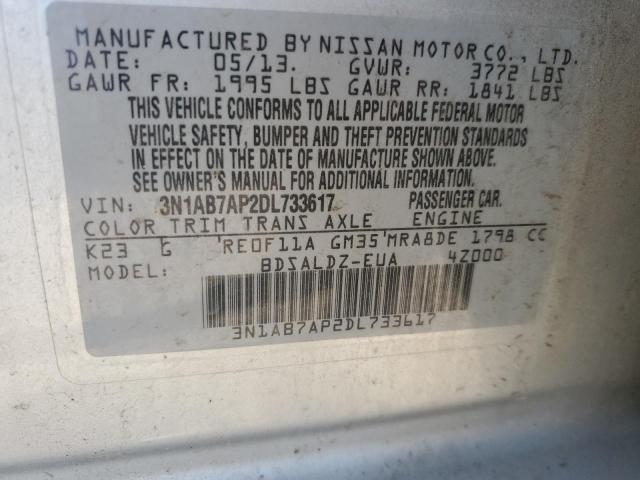 MANUFACTURED BY NISSAN MOTOR CO., LTD.
DATE: 05/13. GVWR: 3772 LBS
GAWR FR: 1995 LBS GAWR RR: 1841 LBS
THIS VEHICLE CONFORMS TO ALL APPLICABLE FEDERAL MOTOR
VEHICLE SAFETY, BUMPER AND THEFT PREVENTION STANDARDS
IN EFFECT ON THE DATE OF MANUFACTURE SHOWN ABOVE.
SEE OWNER'S MANUAL FOR ADDITIONAL INFORMATION.
VIN: 3N1AB7AP2DL733617 PASSENGER CAR.
COLOR TRIM TRANS AXLE ENGINE
K23 G RE0F11A GM35 MRA8DE 1798 CC
MODEL: BDSALDZ-EUA 4Z000
3N1AB7AP2DL733617